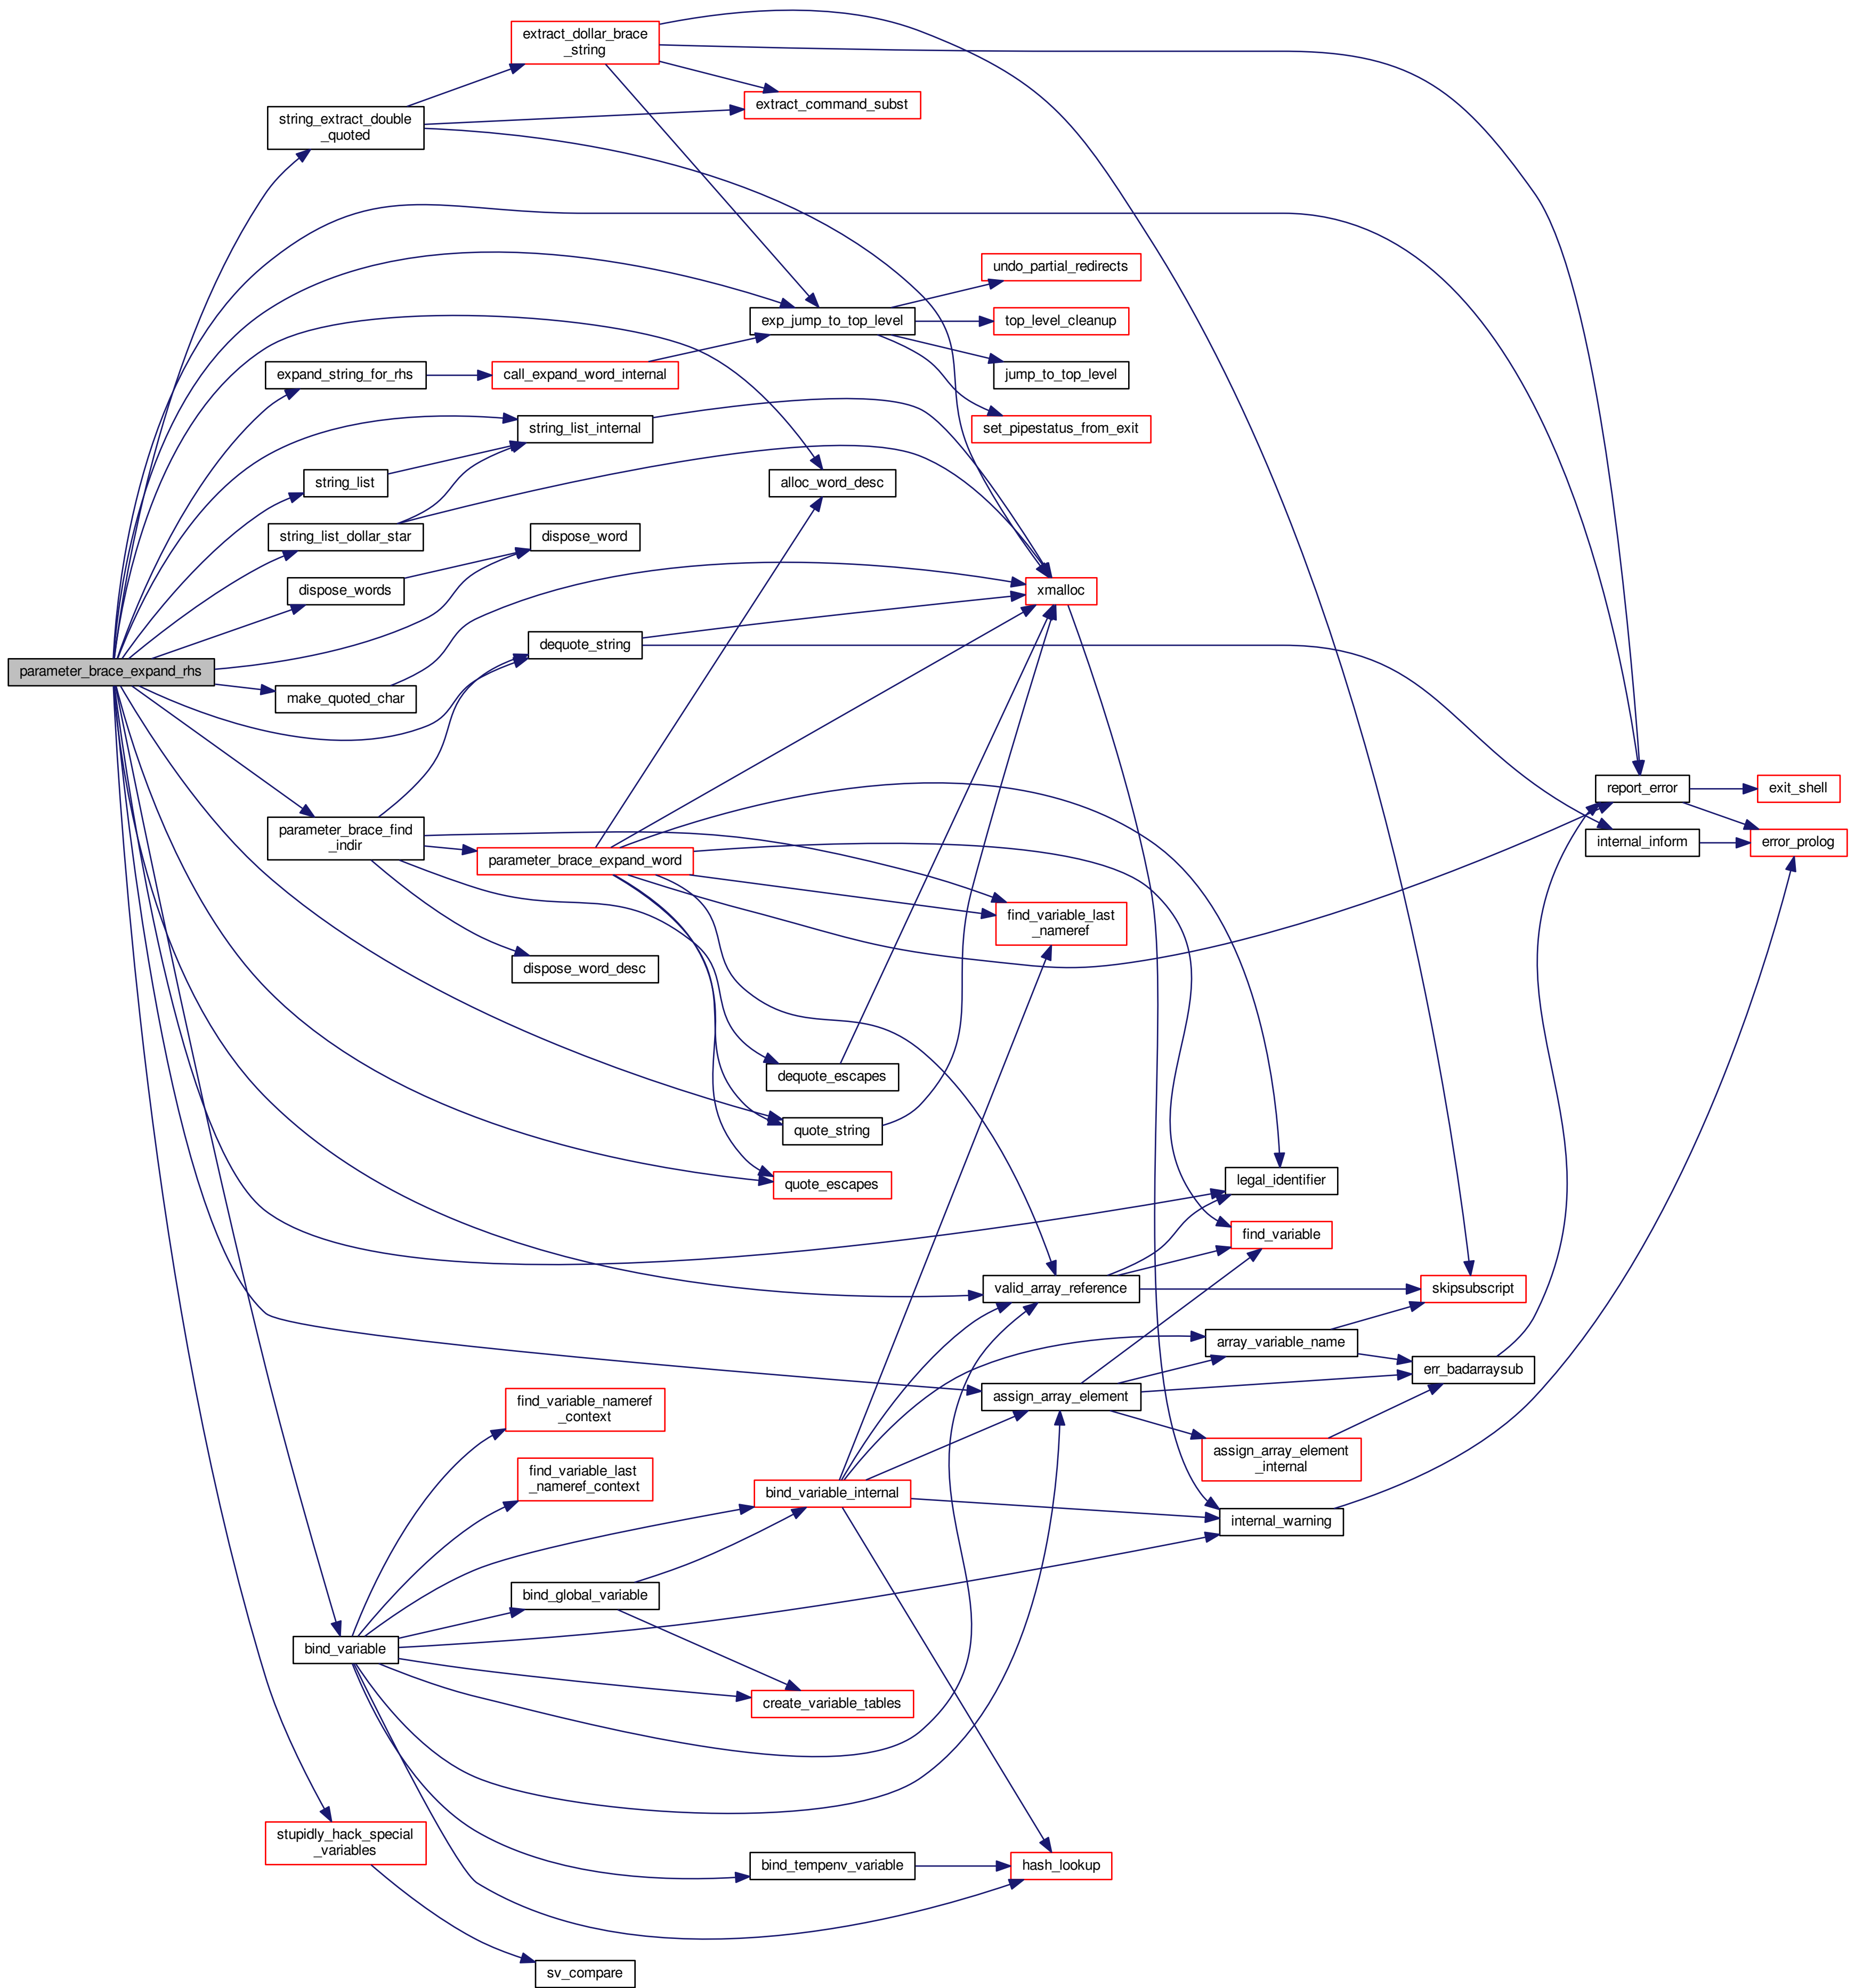 extract_dollar_brace
_string
extract_command_subst
string_extract_double
_quoted
undo_partial_redirects
exp_jump_to_top_level
top_level_cleanup
expand_string_for_rhs
call_expand_word_internal
jump_to_top_level
string_list_internal
set_pipestatus_from_exit
string_list
alloc_word_desc
string_list_dollar_star
dispose_word
dispose_words
xmalloc
dequote_string
parameter_brace_expand_rhs
make_quoted_char
report_error
exit_shell
parameter_brace_find
_indir
internal_inform
error_prolog
parameter_brace_expand_word
find_variable_last
_nameref
dispose_word_desc
dequote_escapes
quote_string
quote_escapes
legal_identifier
find_variable
valid_array_reference
skipsubscript
array_variable_name
err_badarraysub
assign_array_element
find_variable_nameref
_context
assign_array_element
_internal
find_variable_last
_nameref_context
bind_variable_internal
internal_warning
bind_global_variable
bind_variable
create_variable_tables
stupidly_hack_special
_variables
bind_tempenv_variable
hash_lookup
sv_compare